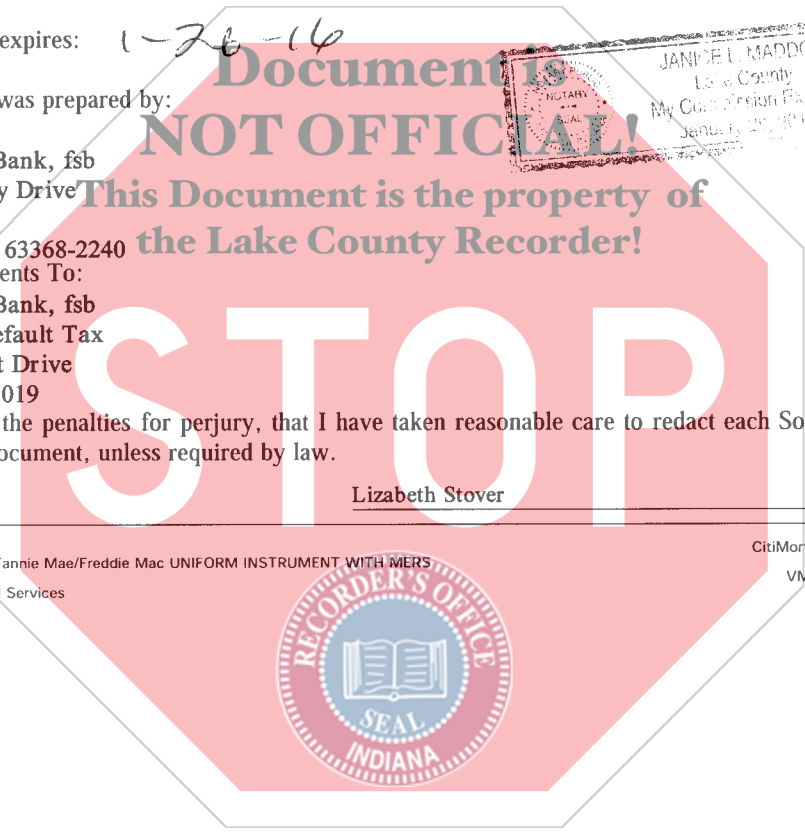 expires: 1-26-16
Document is
JANICE L. MADDO
Lake County
NOTARY
SEAL
was prepared by:
NOT OFFICIAL!
Bank, fsb
y Drive
This Document is the property of
63368-2240
the Lake County Recorder!
ents To:
Bank, fsb
efault Tax
t Drive
019
STOP
the penalties for perjury, that I have taken reasonable care to redact each So
ocument, unless required by law.
Lizabeth Stover
CitiMor
annie Mae/Freddie Mac UNIFORM INSTRUMENT WITH MERS
VM
Services
RECORDER'S OFFICE
SEAL
INDIANA